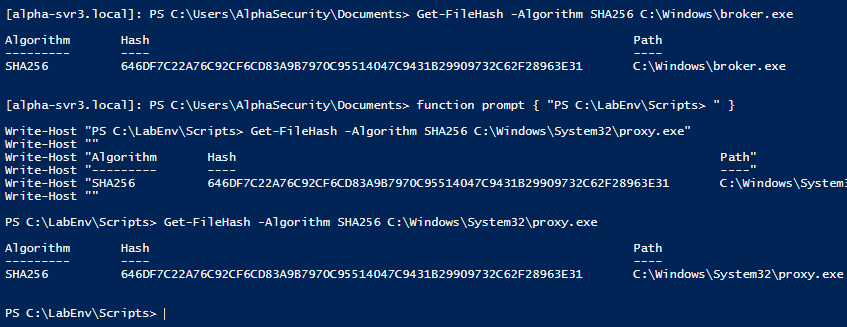 [alpha-svr3.local]: PS C:\Users\AlphaSecurity\Documents> Get-FileHash -Algorithm SHA256 C:\Windows\broker.exe
Algorithm Hash Path
--------- ---- ----
SHA256 646DF7C22A76C92CF6CD83A9B7970C95514047C9431B29909732C62F28963E31 C:\Windows\broker.exe
[alpha-svr3.local]: PS C:\Users\AlphaSecurity\Documents> function prompt { "PS C:\LabEnv\Scripts> " }
Write-Host "PS C:\LabEnv\Scripts> Get-FileHash -Algorithm SHA256 C:\Windows\System32\proxy.exe"
Write-Host ""
Write-Host "Algorithm Hash Path"
Write-Host "--------- ---- ----"
Write-Host "SHA256 646DF7C22A76C92CF6CD83A9B7970C95514047C9431B29909732C62F28963E31 C:\Windows\System3
Write-Host ""
PS C:\LabEnv\Scripts> Get-FileHash -Algorithm SHA256 C:\Windows\System32\proxy.exe
Algorithm Hash Path
--------- ---- ----
SHA256 646DF7C22A76C92CF6CD83A9B7970C95514047C9431B29909732C62F28963E31 C:\Windows\System32\proxy.exe
PS C:\LabEnv\Scripts>